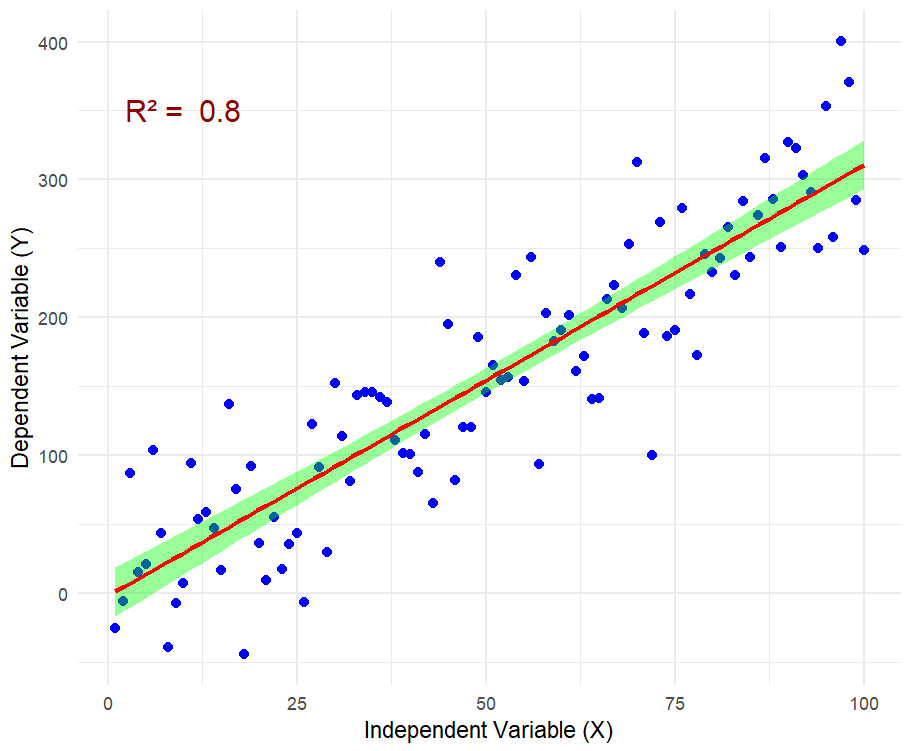 400
R² = 0.8
300
200
100
0
Dependent Variable (Y)
0 25 50 75 100
Independent Variable (X)